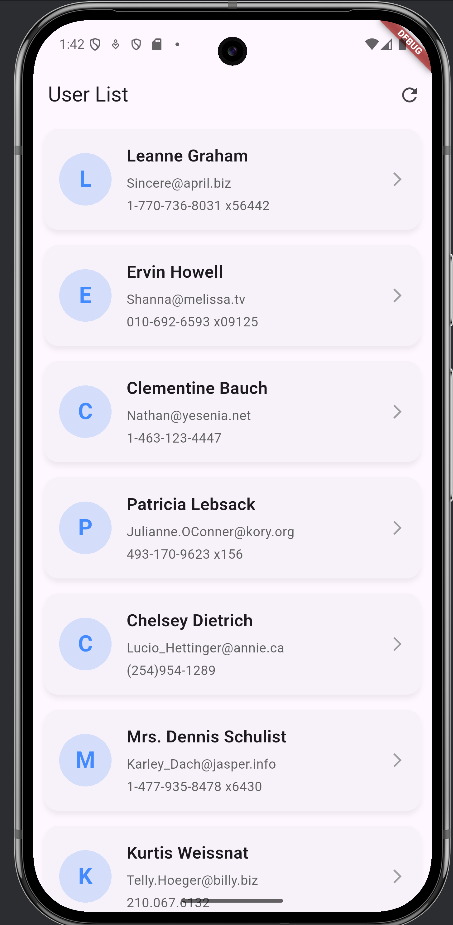 1:42
DEBUG
User List
L
Leanne Graham
Sincere@april.biz
1-770-736-8031 x56442
E
Ervin Howell
Shanna@melissa.tv
010-692-6593 x09125
C
Clementine Bauch
Nathan@yesenia.net
1-463-123-4447
P
Patricia Lebsack
Julianne.OConner@kory.org
493-170-9623 x156
C
Chelsey Dietrich
Lucio_Hettinger@annie.ca
(254)954-1289
M
Mrs. Dennis Schulist
Karley_Dach@jasper.info
1-477-935-8478 x6430
K
Kurtis Weissnat
Telly.Hoeger@billy.biz
210.067.6132